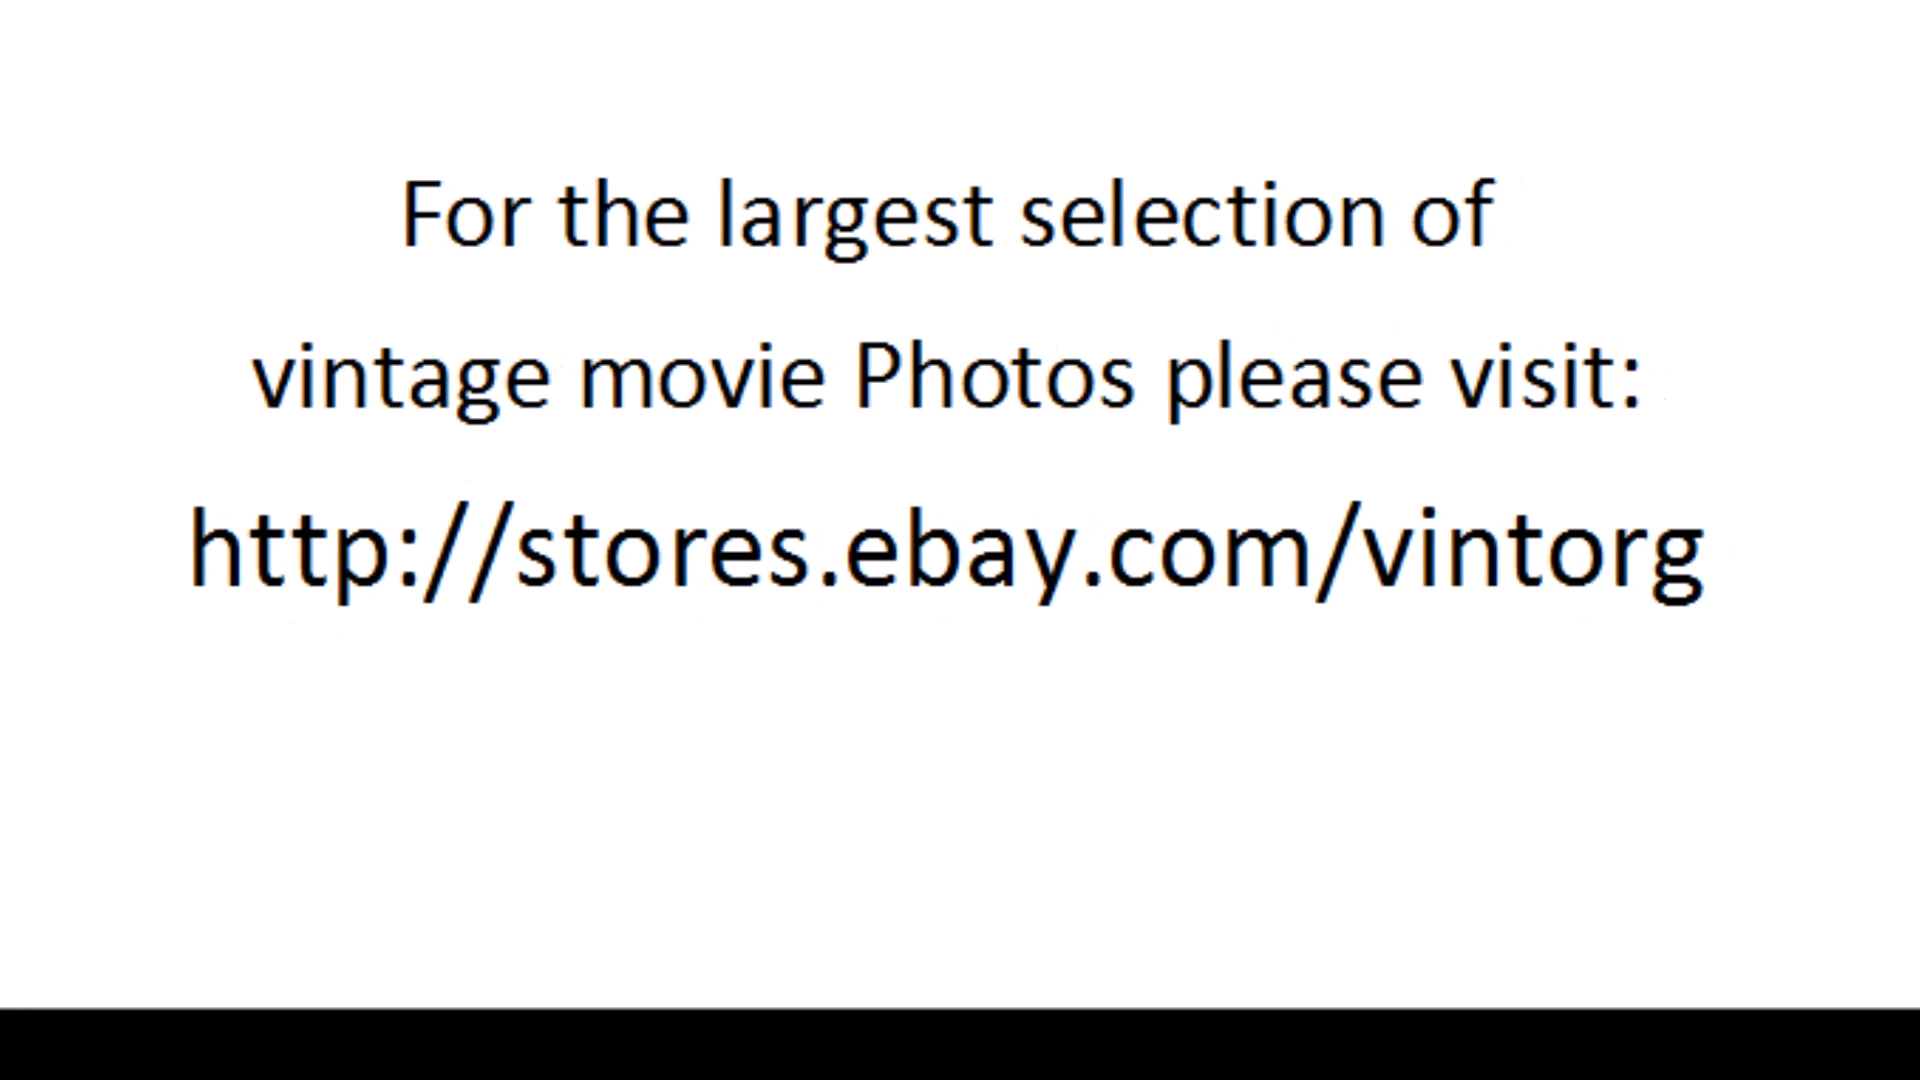 For the largest selection of
vintage movie Photos please visit:
http://stores.ebay.com/vintorg